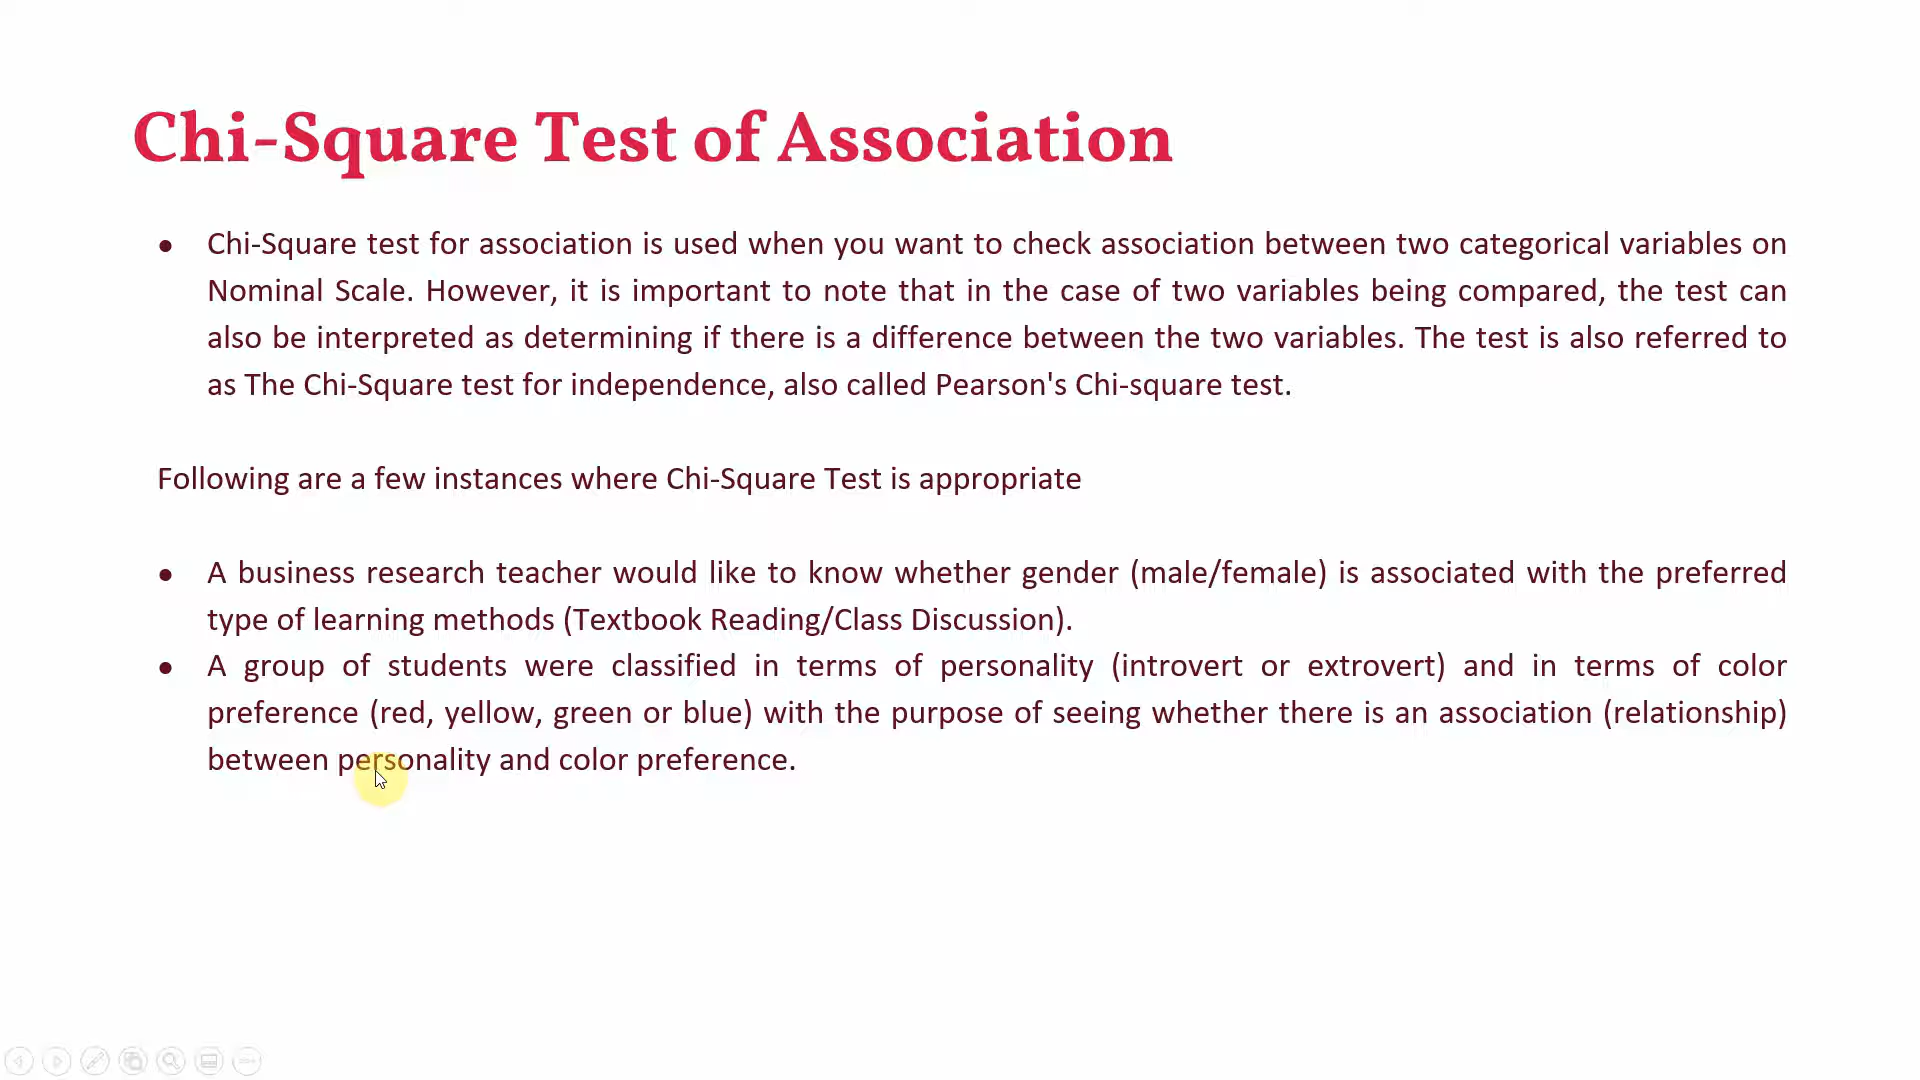 Chi-Square Test of Association
● Chi-Square test for association is used when you want to check association between two categorical variables on
Nominal Scale. However, it is important to note that in the case of two variables being compared, the test can
also be interpreted as determining if there is a difference between the two variables. The test is also referred to
as The Chi-Square test for independence, also called Pearson's Chi-square test.
Following are a few instances where Chi-Square Test is appropriate
● A business research teacher would like to know whether gender (male/female) is associated with the preferred
type of learning methods (Textbook Reading/Class Discussion).
● A group of students were classified in terms of personality (introvert or extrovert) and in terms of color
preference (red, yellow, green or blue) with the purpose of seeing whether there is an association (relationship)
between personality and color preference.